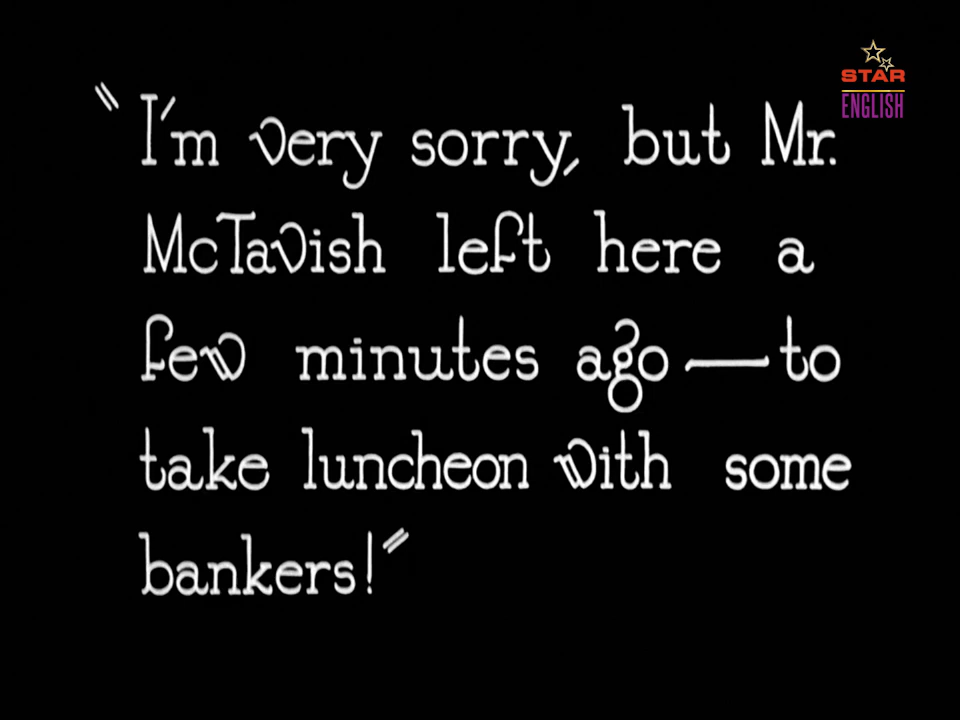 STAR
ENGLISH
"I'm very sorry, but Mr.
McTavish left here a
few minutes ago — to
take luncheon with some
bankers!"